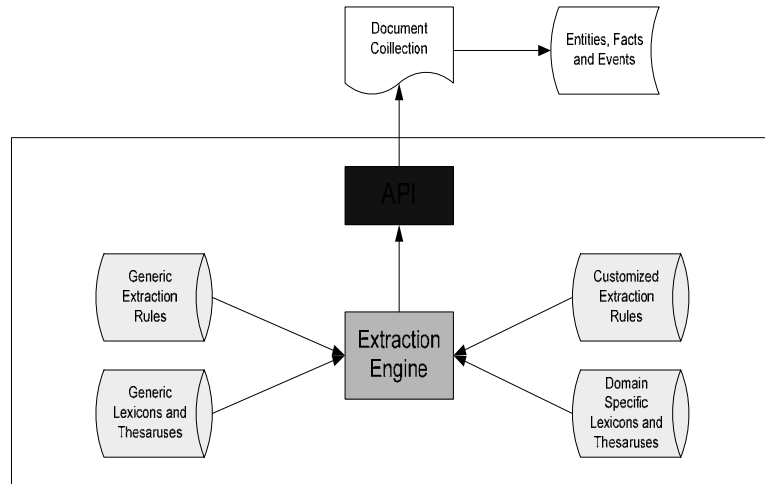 Document
Coillection
Entities, Facts
and Events
API
Generic
Extraction
Rules
Customized
Extraction
Rules
Extraction
Engine
Generic
Lexicons and
Thesaruses
Domain
Specific
Lexicons and
Thesaruses